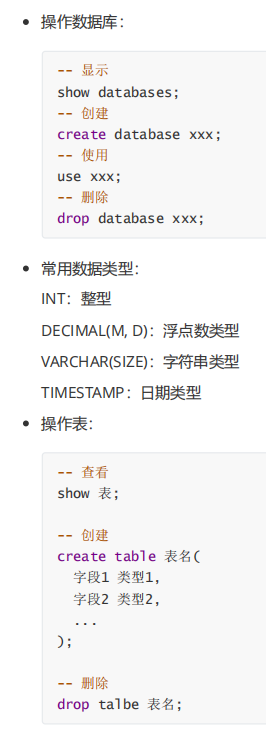 操作数据库：
-- 显示
show databases;
-- 创建
create database xxx;
-- 使用
use xxx;
-- 删除
drop database xxx;
常用数据类型：
INT：整型
DECIMAL(M, D)：浮点数类型
VARCHAR(SIZE)：字符串类型
TIMESTAMP：日期类型
操作表：
-- 查看
show 表;
-- 创建
create table 表名(
字段1 类型1,
字段2 类型2,
...
);
-- 删除
drop talbe 表名;